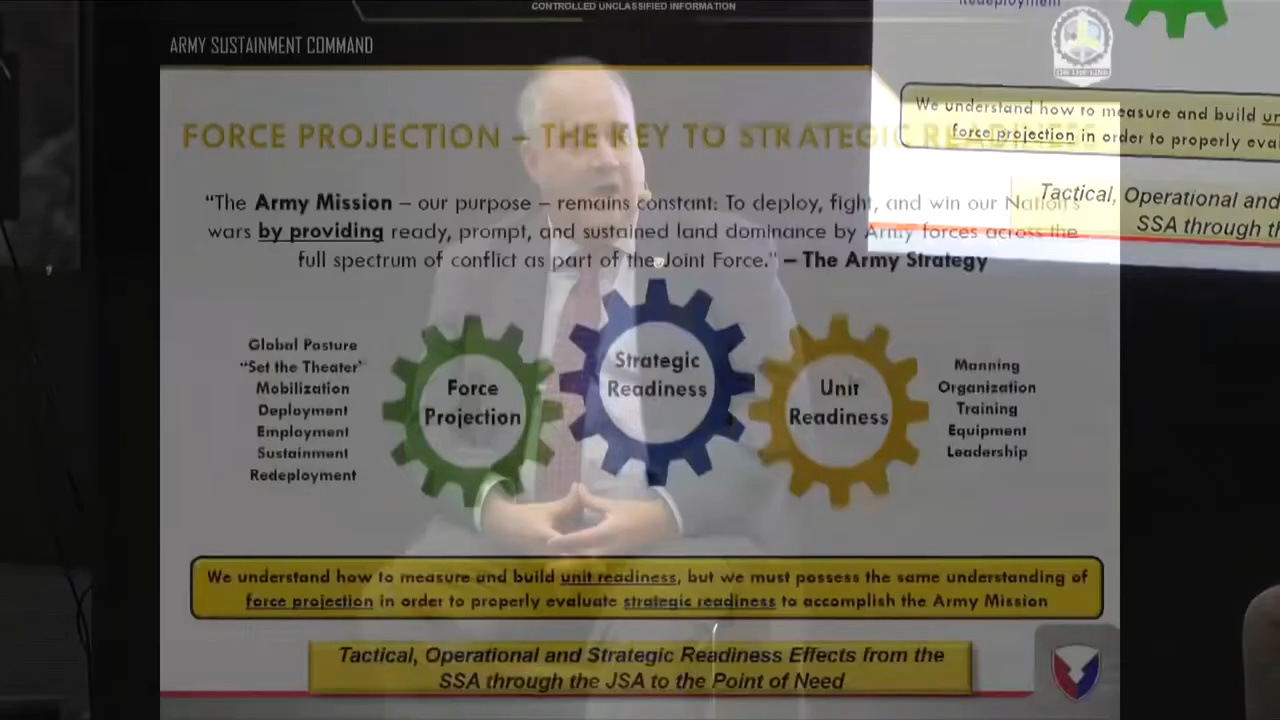 CONTROLLED UNCLASSIFIED INFORMATION
ARMY SUSTAINMENT COMMAND
Redeployment
ON THE LINE
We understand how to measure and build
force projection in order to properly
Tactical, Operational and
SSA through
FORCE PROJECTION – THE KEY TO STRATEGIC READINESS
“The Army Mission – our purpose – remains constant: To deploy, fight, and win our Nation's
wars by providing ready, prompt, and sustained land dominance by Army forces across the
full spectrum of conflict as part of the Joint Force.” – The Army Strategy
Global Posture
“Set the Theater’
Mobilization
Deployment
Employment
Sustainment
Redeployment
Force
Projection
Strategic
Readiness
Unit
Readiness
Manning
Organization
Training
Equipment
Leadership
We understand how to measure and build unit readiness, but we must possess the same understanding of
force projection in order to properly evaluate strategic readiness to accomplish the Army Mission
Tactical, Operational and Strategic Readiness Effects from the
SSA through the JSA to the Point of Need